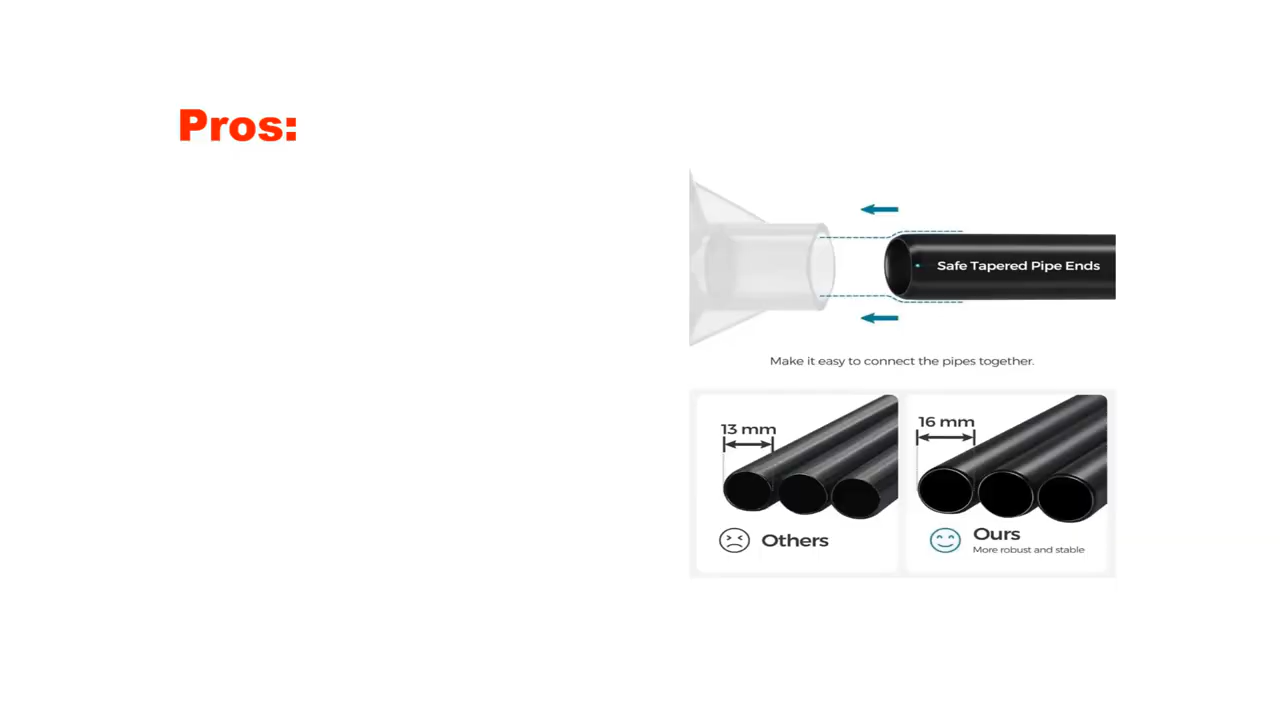 Pros:
Safe Tapered Pipe Ends
Make it easy to connect the pipes together.
13 mm
Others
16 mm
Ours
More robust and stable